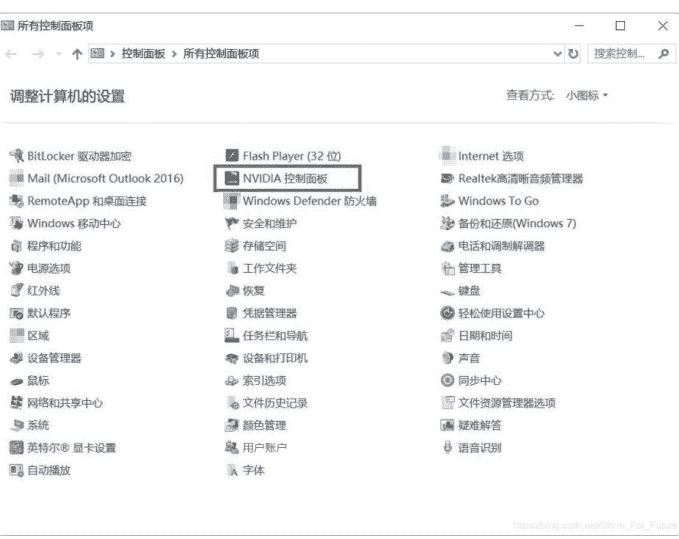 所有控制面板项
控制面板 › 所有控制面板项 搜索控制...
调整计算机的设置 查看方式: 小图标
BitLocker 驱动器加密 Flash Player (32 位) Internet 选项
Mail (Microsoft Outlook 2016) NVIDIA 控制面板 Realtek高清晰音频管理器
RemoteApp 和桌面连接 Windows Defender 防火墙 Windows To Go
Windows 移动中心 安全和维护 备份和还原(Windows 7)
程序和功能 存储空间 电话和调制解调器
电源选项 工作文件夹 管理工具
红外线 恢复 键盘
默认程序 凭据管理器 轻松使用设置中心
区域 任务栏和导航 日期和时间
设备管理器 设备和打印机 声音
鼠标 索引选项 同步中心
网络和共享中心 文件历史记录 文件资源管理器选项
系统 颜色管理 疑难解答
英特尔® 显卡设置 用户账户 语音识别
自动播放 字体
https://blog.csdn.net/Strive_For_Future